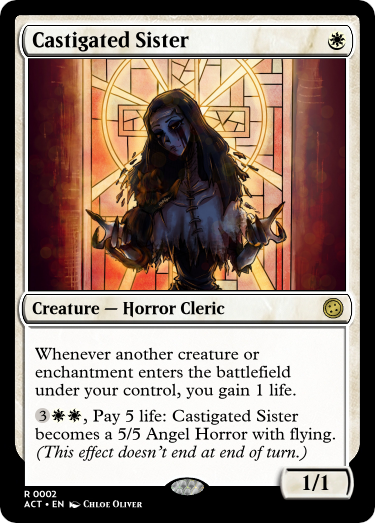 Castigated Sister
Creature — Horror Cleric
Whenever another creature or
enchantment enters the battlefield
under your control, you gain 1 life.
3, Pay 5 life: Castigated Sister
becomes a 5/5 Angel Horror with flying.
(This effect doesn't end at end of turn.)
1/1
R 0002
ACT • EN Chloe Oliver